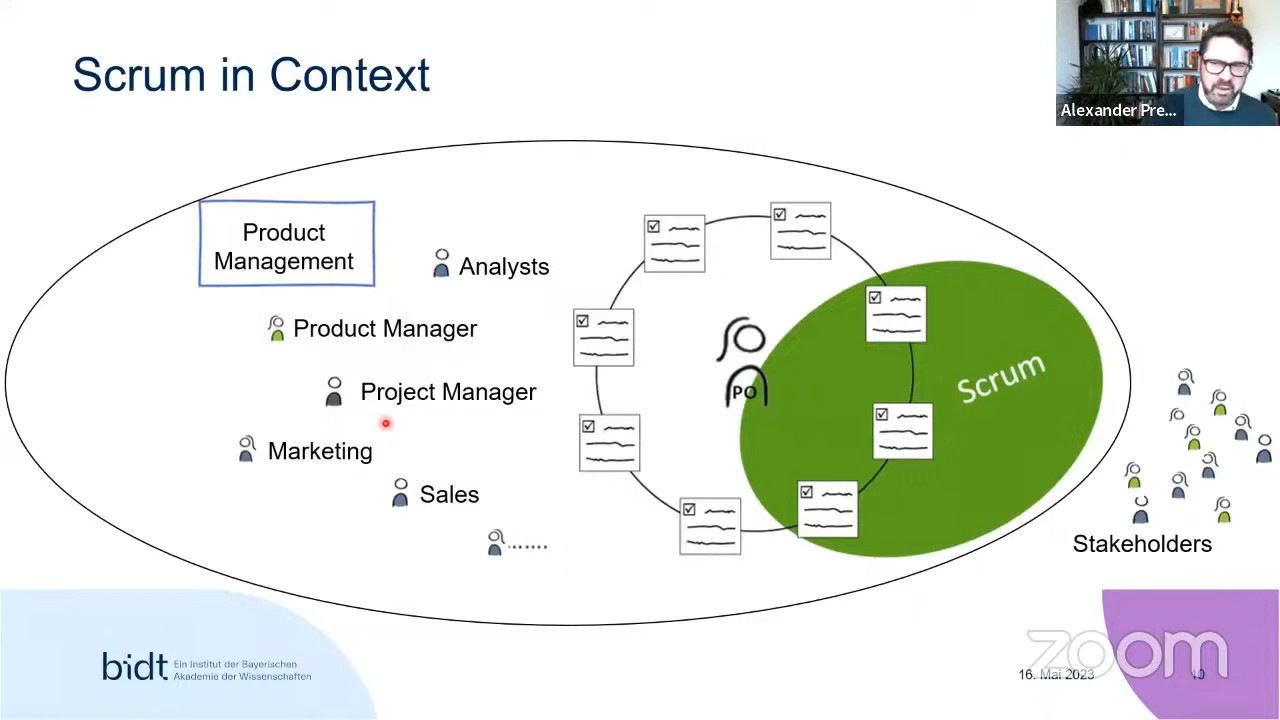 Scrum in Context
Alexander Pre...
Product
Management
Analysts
Product Manager
Project Manager
Marketing
Sales
.......
PO
Scrum
Stakeholders
bidt
Ein Institut der Bayerischen
Akademie der Wissenschaften
zoom
16. Mai 2023
10